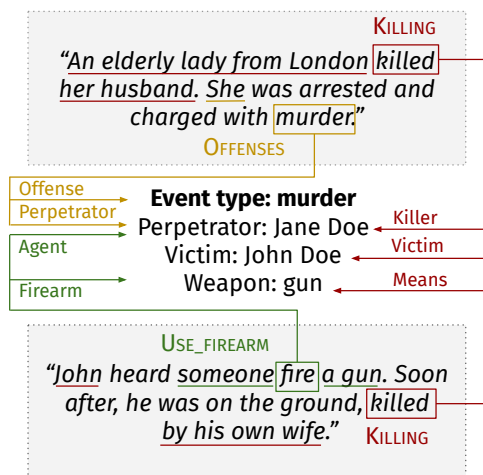 KILLING
“An elderly lady from London killed
her husband. She was arrested and
charged with murder.”
OFFENSES
Offense
Perpetrator
Agent
Firearm
Event type: murder
Perpetrator: Jane Doe
Victim: John Doe
Weapon: gun
Killer
Victim
Means
USE_FIREARM
“John heard someone fire a gun. Soon
after, he was on the ground, killed
by his own wife.”
KILLING